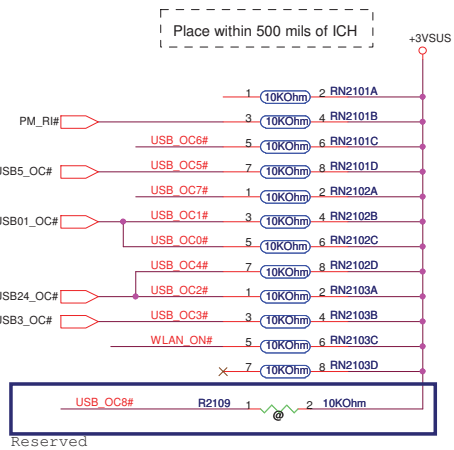 Place within 500 mils of ICH
+3VSUS
1 10KOhm 2 RN2101A
PM_RI# 3 10KOhm 4 RN2101B
USB_OC6# 5 10KOhm 6 RN2101C
USB5_OC# USB_OC5# 7 10KOhm 8 RN2101D
USB_OC7# 1 10KOhm 2 RN2102A
USB01_OC# USB_OC1# 3 10KOhm 4 RN2102B
USB_OC0# 5 10KOhm 6 RN2102C
USB_OC4# 7 10KOhm 8 RN2102D
USB24_OC# USB_OC2# 1 10KOhm 2 RN2103A
USB3_OC# USB_OC3# 3 10KOhm 4 RN2103B
WLAN_ON# 5 10KOhm 6 RN2103C
7 10KOhm 8 RN2103D
USB_OC8# R2109 1 2 10KOhm
@
Reserved